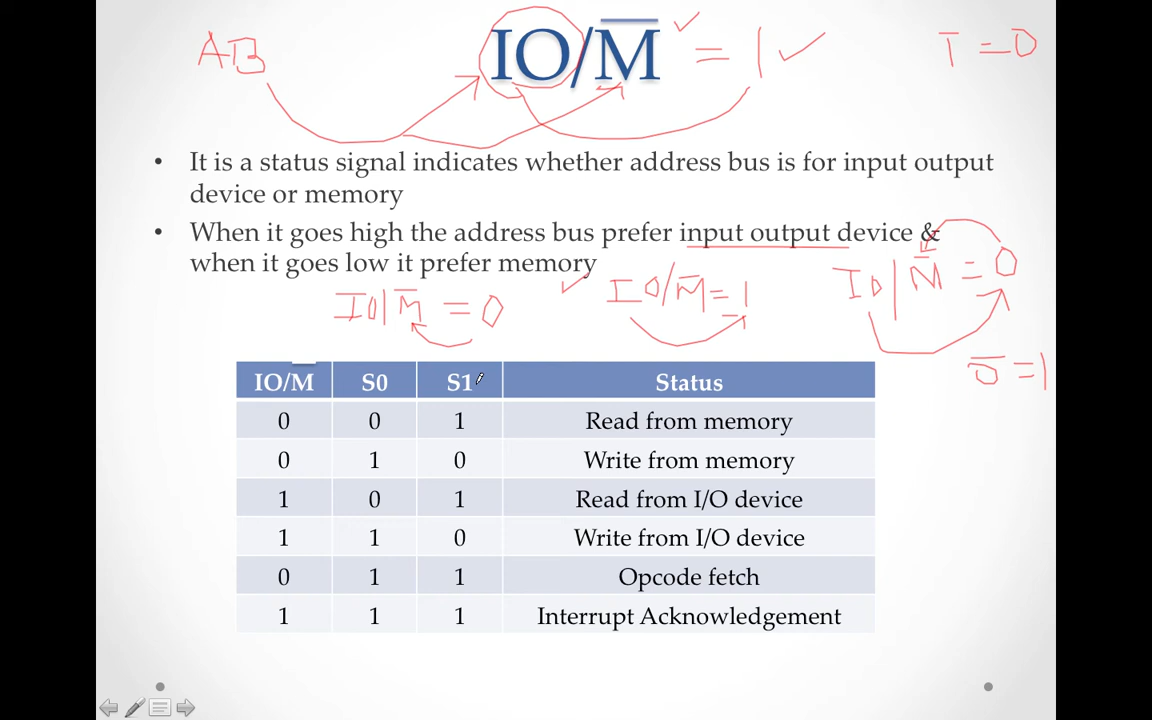 AB
IO/M̅ = 1
T = 0
• It is a status signal indicates whether address bus is for input output
device or memory
• When it goes high the address bus prefer input output device &
when it goes low it prefer memory
IO/M̅ = 0
IO/M̅ = 1
IO/M̅ = 0
0̅ = 1
IO/M̅ S0 S1 Status
0 0 1 Read from memory
0 1 0 Write from memory
1 0 1 Read from I/O device
1 1 0 Write from I/O device
0 1 1 Opcode fetch
1 1 1 Interrupt Acknowledgement